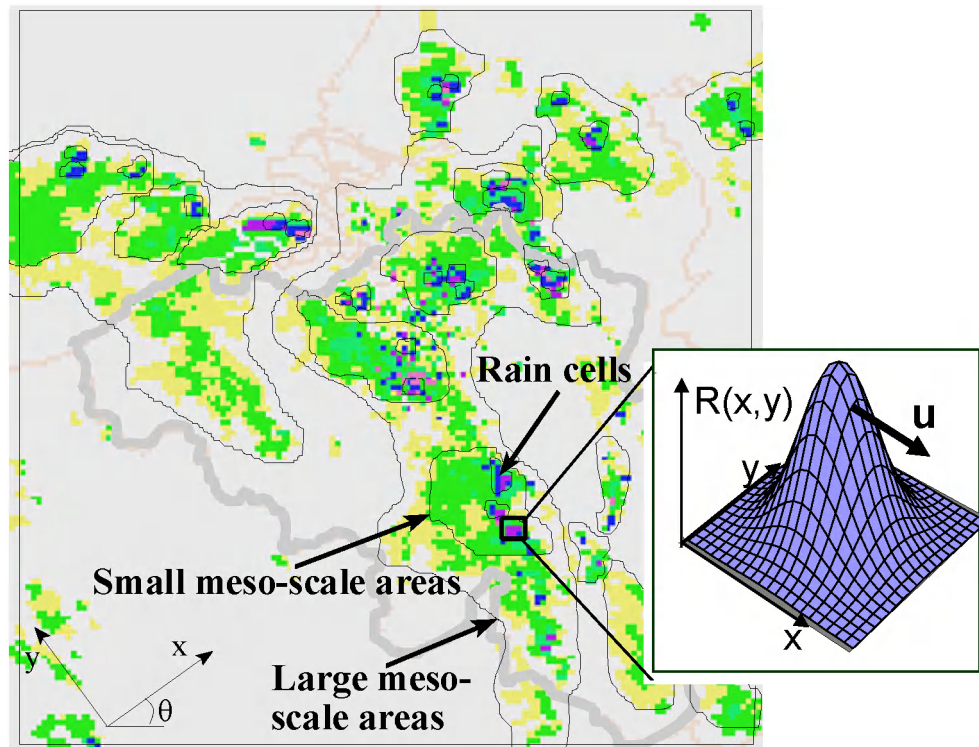 Rain cells
R(x,y)
u
y
x
Small meso-scale areas
y
x
θ
Large meso-
scale areas